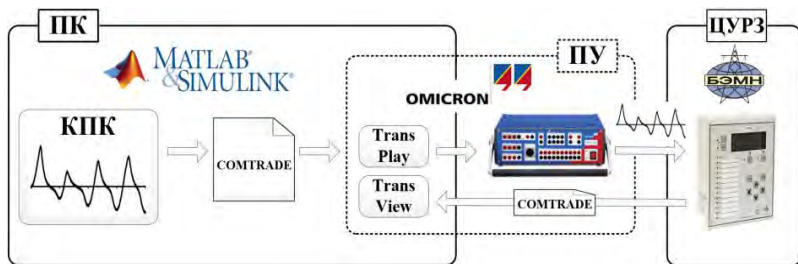 ПК
ПУ
ЦУРЗ
MATLAB®
&SIMULINK®
БЭМН
OMICRON
КПК
COMTRADE
Trans
Play
Trans
View
COMTRADE